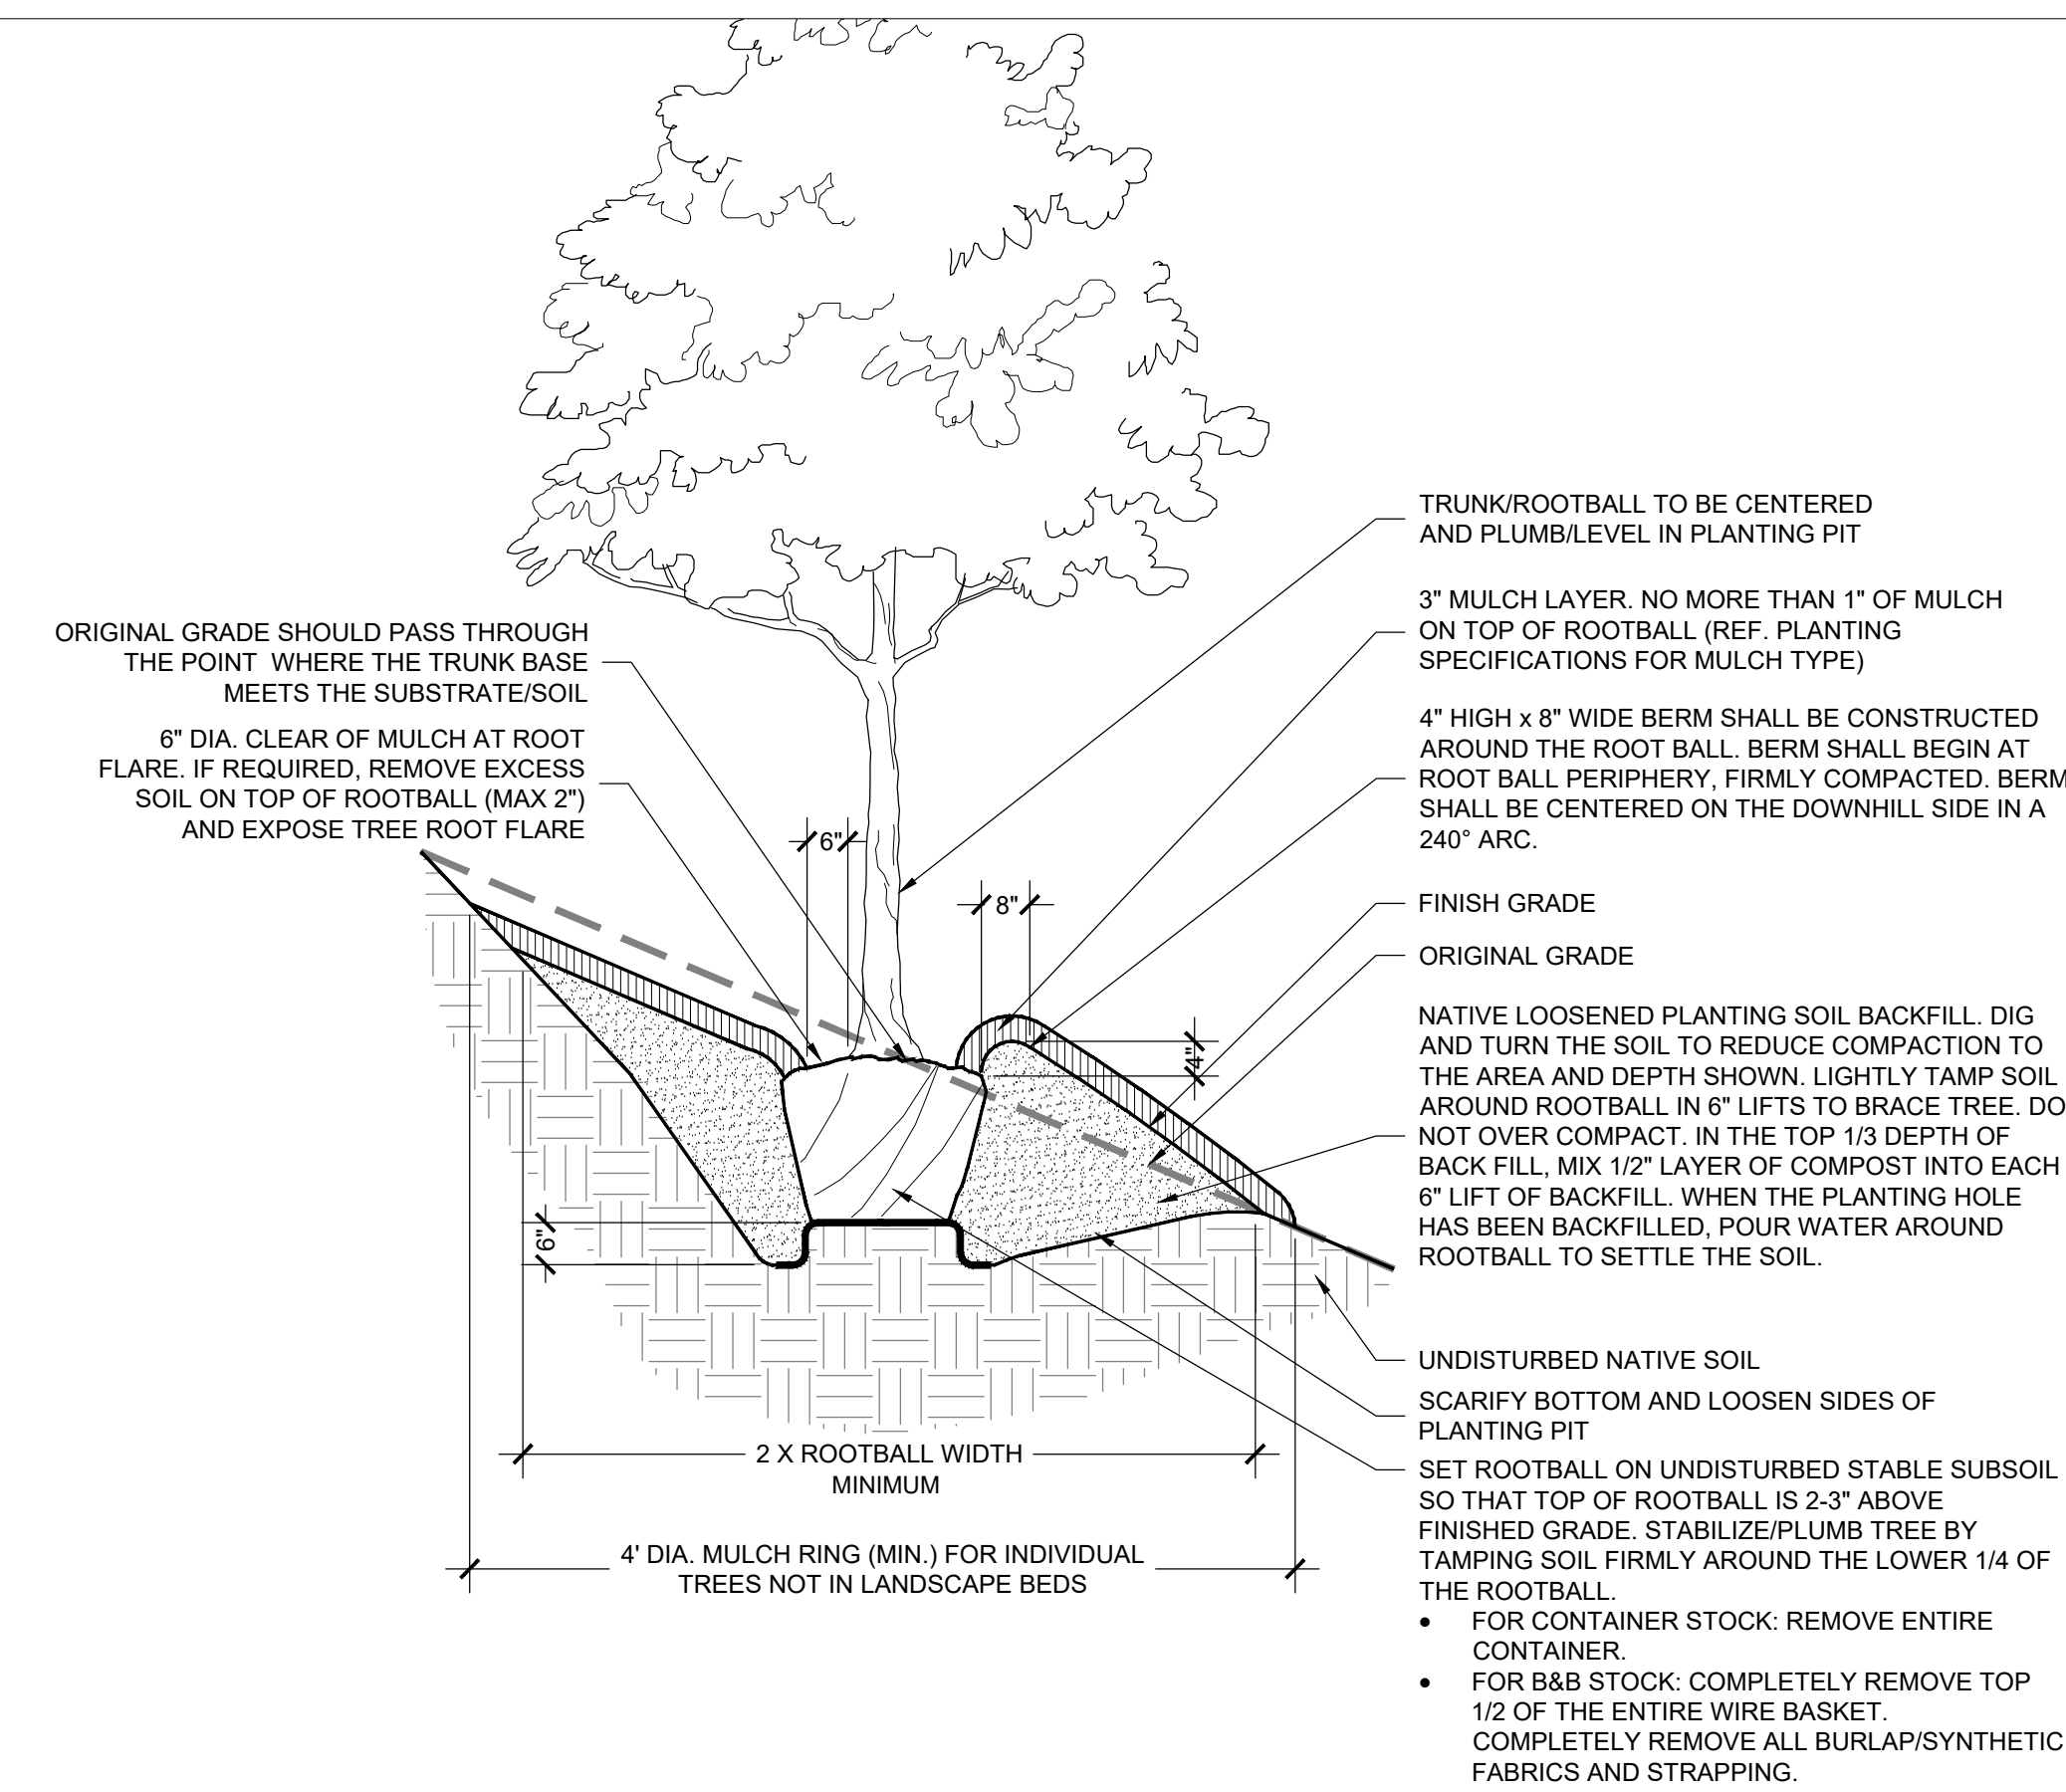 TRUNK/ROOTBALL TO BE CENTERED
AND PLUMB/LEVEL IN PLANTING PIT
3" MULCH LAYER. NO MORE THAN 1" OF MULCH
ON TOP OF ROOTBALL (REF. PLANTING
SPECIFICATIONS FOR MULCH TYPE)
ORIGINAL GRADE SHOULD PASS THROUGH
THE POINT WHERE THE TRUNK BASE
MEETS THE SUBSTRATE/SOIL
6" DIA. CLEAR OF MULCH AT ROOT
FLARE. IF REQUIRED, REMOVE EXCESS
SOIL ON TOP OF ROOTBALL (MAX 2")
AND EXPOSE TREE ROOT FLARE
4" HIGH x 8" WIDE BERM SHALL BE CONSTRUCTED
AROUND THE ROOT BALL. BERM SHALL BEGIN AT
ROOT BALL PERIPHERY, FIRMLY COMPACTED. BERM
SHALL BE CENTERED ON THE DOWNHILL SIDE IN A
240° ARC.
6"
8"
FINISH GRADE
ORIGINAL GRADE
4"
NATIVE LOOSENED PLANTING SOIL BACKFILL. DIG
AND TURN THE SOIL TO REDUCE COMPACTION TO
THE AREA AND DEPTH SHOWN. LIGHTLY TAMP SOIL
AROUND ROOTBALL IN 6" LIFTS TO BRACE TREE. DO
NOT OVER COMPACT. IN THE TOP 1/3 DEPTH OF
BACK FILL, MIX 1/2" LAYER OF COMPOST INTO EACH
6" LIFT OF BACKFILL. WHEN THE PLANTING HOLE
HAS BEEN BACKFILLED, POUR WATER AROUND
ROOTBALL TO SETTLE THE SOIL.
6"
UNDISTURBED NATIVE SOIL
SCARIFY BOTTOM AND LOOSEN SIDES OF
PLANTING PIT
2 X ROOTBALL WIDTH
MINIMUM
4' DIA. MULCH RING (MIN.) FOR INDIVIDUAL
TREES NOT IN LANDSCAPE BEDS
SET ROOTBALL ON UNDISTURBED STABLE SUBSOIL
SO THAT TOP OF ROOTBALL IS 2-3" ABOVE
FINISHED GRADE. STABILIZE/PLUMB TREE BY
TAMPING SOIL FIRMLY AROUND THE LOWER 1/4 OF
THE ROOTBALL.
• FOR CONTAINER STOCK: REMOVE ENTIRE
CONTAINER.
• FOR B&B STOCK: COMPLETELY REMOVE TOP
1/2 OF THE ENTIRE WIRE BASKET.
COMPLETELY REMOVE ALL BURLAP/SYNTHETIC
FABRICS AND STRAPPING.